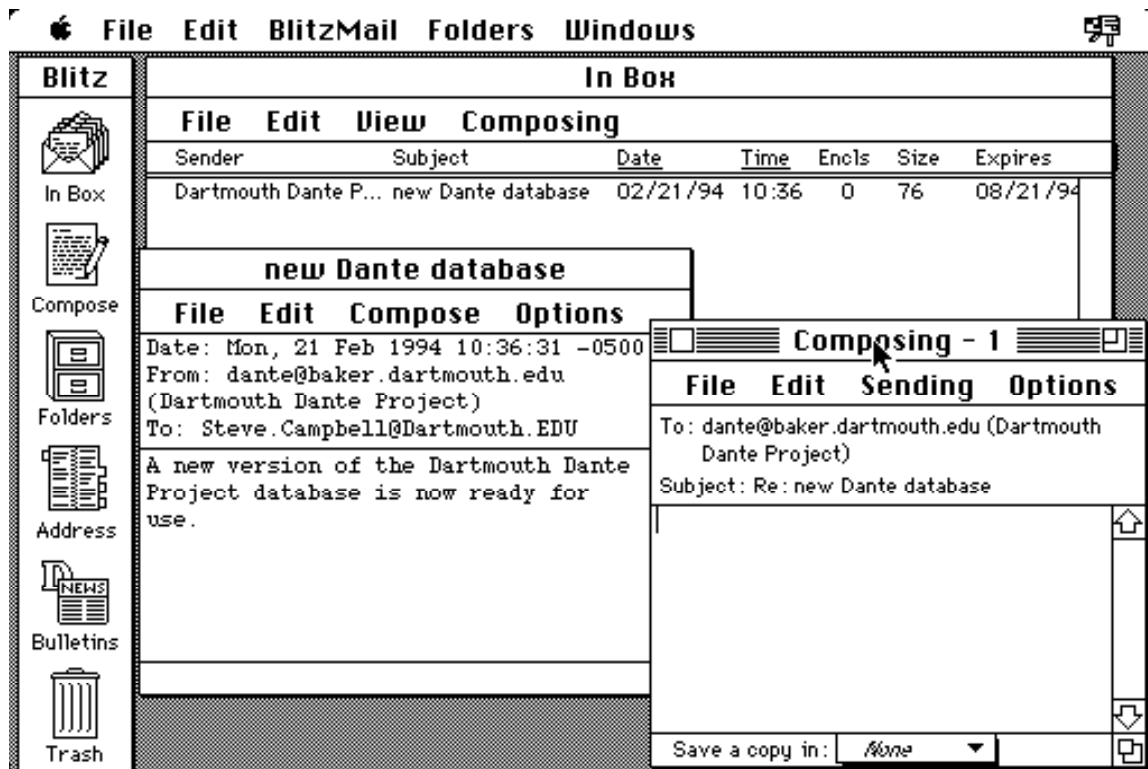 File Edit BlitzMail Folders Windows
Blitz
In Box
Compose
Folders
Address
Bulletins
Trash
NEWS
In Box
File Edit View Composing
Sender Subject Date Time Encls Size Expires
Dartmouth Dante P... new Dante database 02/21/94 10:36 0 76 08/21/94
new Dante database
File Edit Compose Options
Date: Mon, 21 Feb 1994 10:36:31 -0500
From: dante@baker.dartmouth.edu
(Dartmouth Dante Project)
To: Steve.Campbell@Dartmouth.EDU
A new version of the Dartmouth Dante
Project database is now ready for
use.
Composing - 1
File Edit Sending Options
To: dante@baker.dartmouth.edu (Dartmouth
Dante Project)
Subject: Re: new Dante database
Save a copy in: None